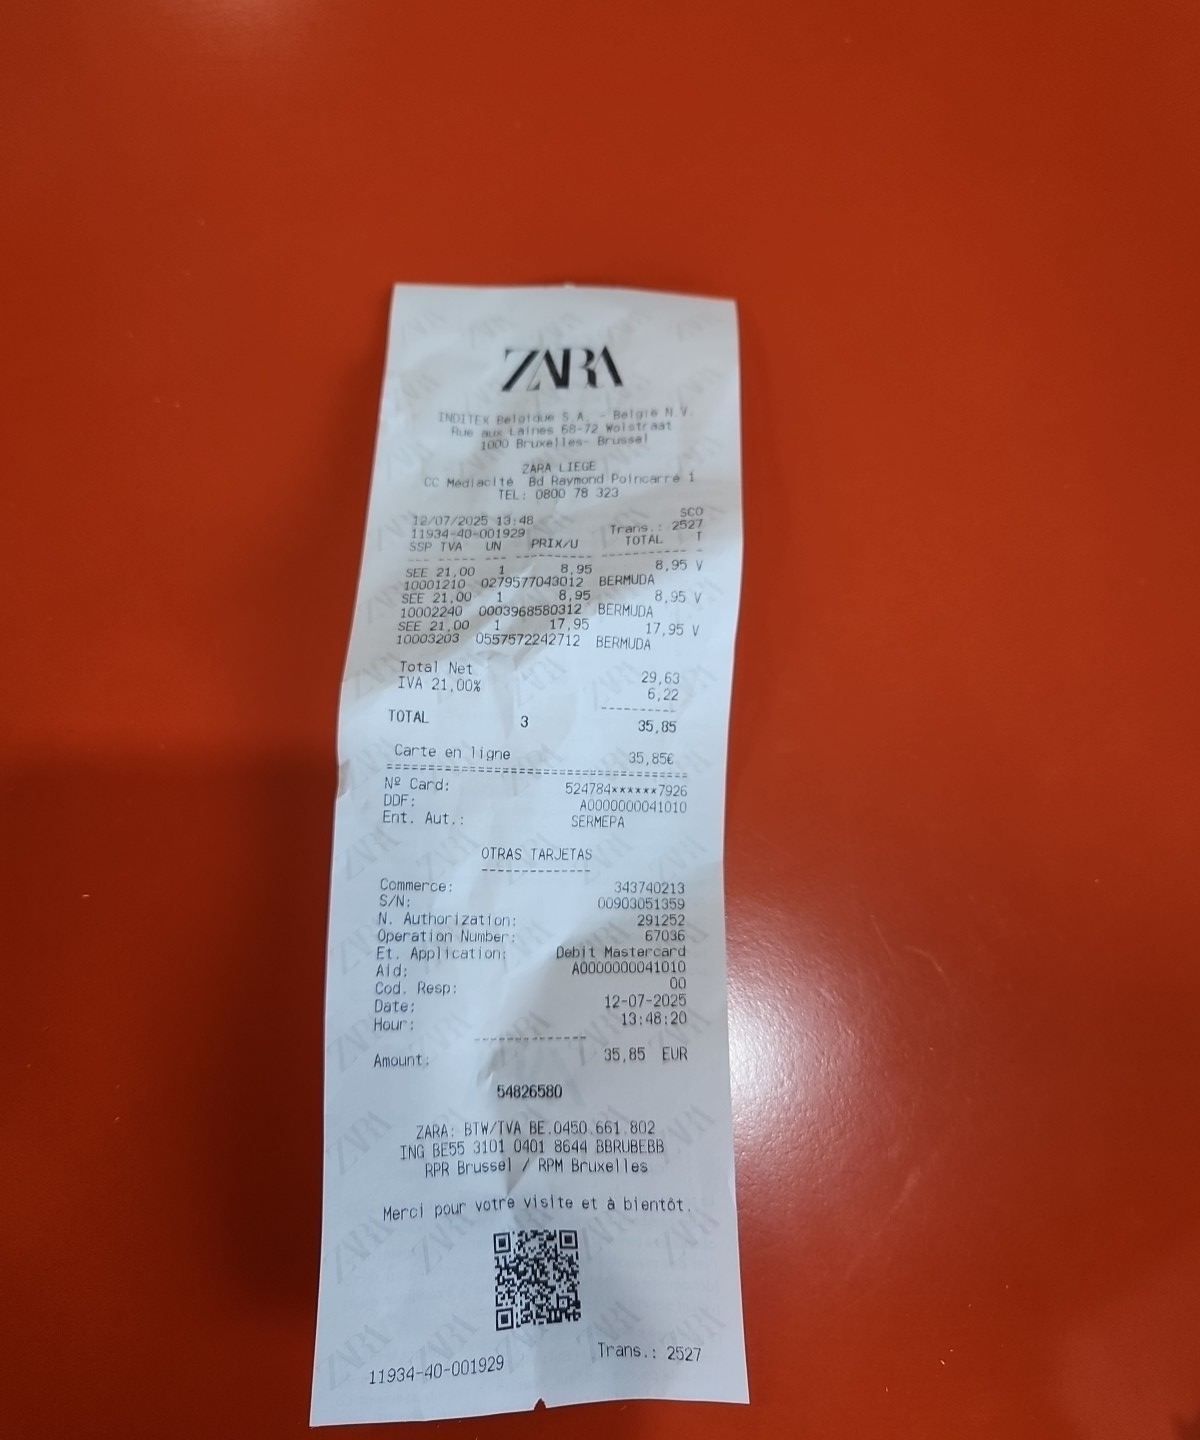 ZARA
INDITEX Belgique S.A. - Belgie N.V.
Rue aux Laines 68-72 Wolstraat
1000 Bruxelles- Brussel
ZARA LIEGE
CC Mediacité Bd Raymond Poincarré 1
TEL: 0800 78 323
SCO
12/07/2025 13:48
11934-40-001929 Trans.: 2527
SSP TVA UN PRIX/U TOTAL T
SEE 21,00 1 8,95 8,95 V
10001210 0279577043012 BERMUDA
SEE 21,00 1 8,95 8,95 V
10002240 0003968580312 BERMUDA
SEE 21,00 1 17,95 17,95 V
10003203 0557572242712 BERMUDA
Total Net 29,63
IVA 21,00% 6,22
TOTAL 3 35,85
Carte en ligne 35,85€
Nº Card: 524784******7926
DDF: A0000000041010
Ent. Aut.: SERMEPA
OTRAS TARJETAS
Commerce: 343740213
S/N: 00903051359
N. Authorization: 291252
Operation Number: 67036
Et. Application: Debit Mastercard
Aid: A0000000041010
Cod. Resp: 00
Date: 12-07-2025
Hour: 13:48:20
Amount: 35,85 EUR
54826580
ZARA: BTW/TVA BE.0450.661.802
ING BE55 3101 0401 8644 BBRUBEBB
RPR Brussel / RPM Bruxelles
Merci pour votre visite et à bientôt.
11934-40-001929 Trans.: 2527